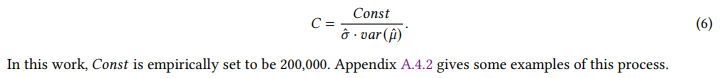 C = Const / (σ̂ · var(μ̂)). (6)
In this work, Const is empirically set to be 200,000. Appendix A.4.2 gives some examples of this process.